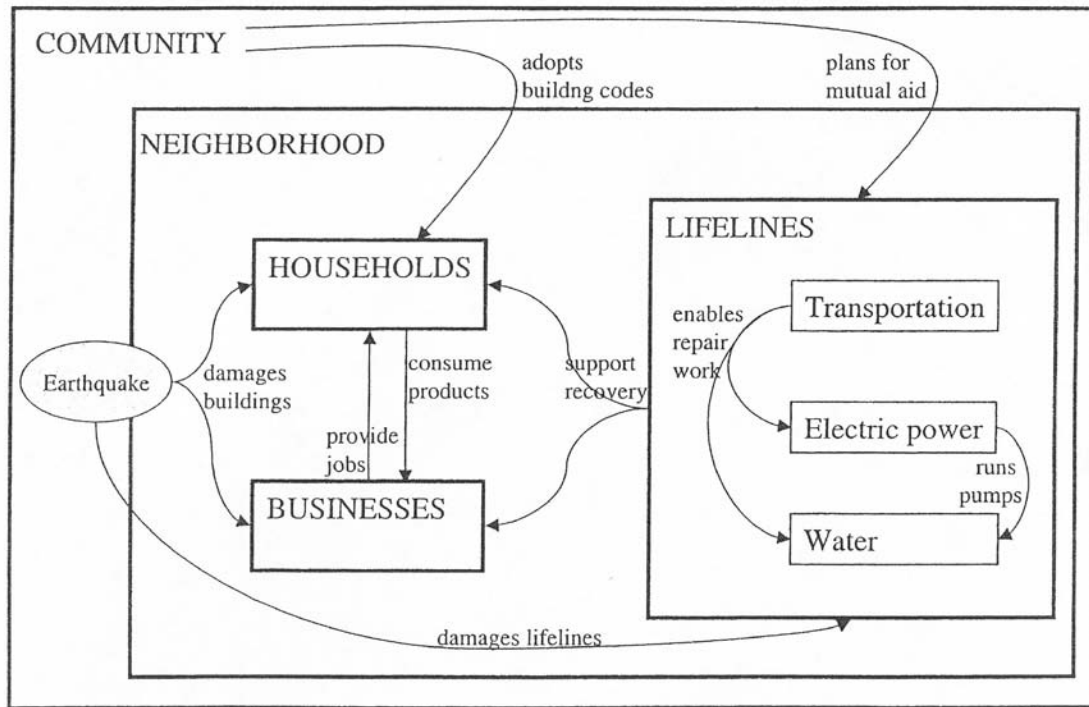 COMMUNITY
adopts
buildng codes
plans for
mutual aid
NEIGHBORHOOD
LIFELINES
HOUSEHOLDS
Transportation
enables
repair
work
Earthquake
damages
buildings
consume
products
support
recovery
Electric power
provide
jobs
runs
pumps
BUSINESSES
Water
damages lifelines